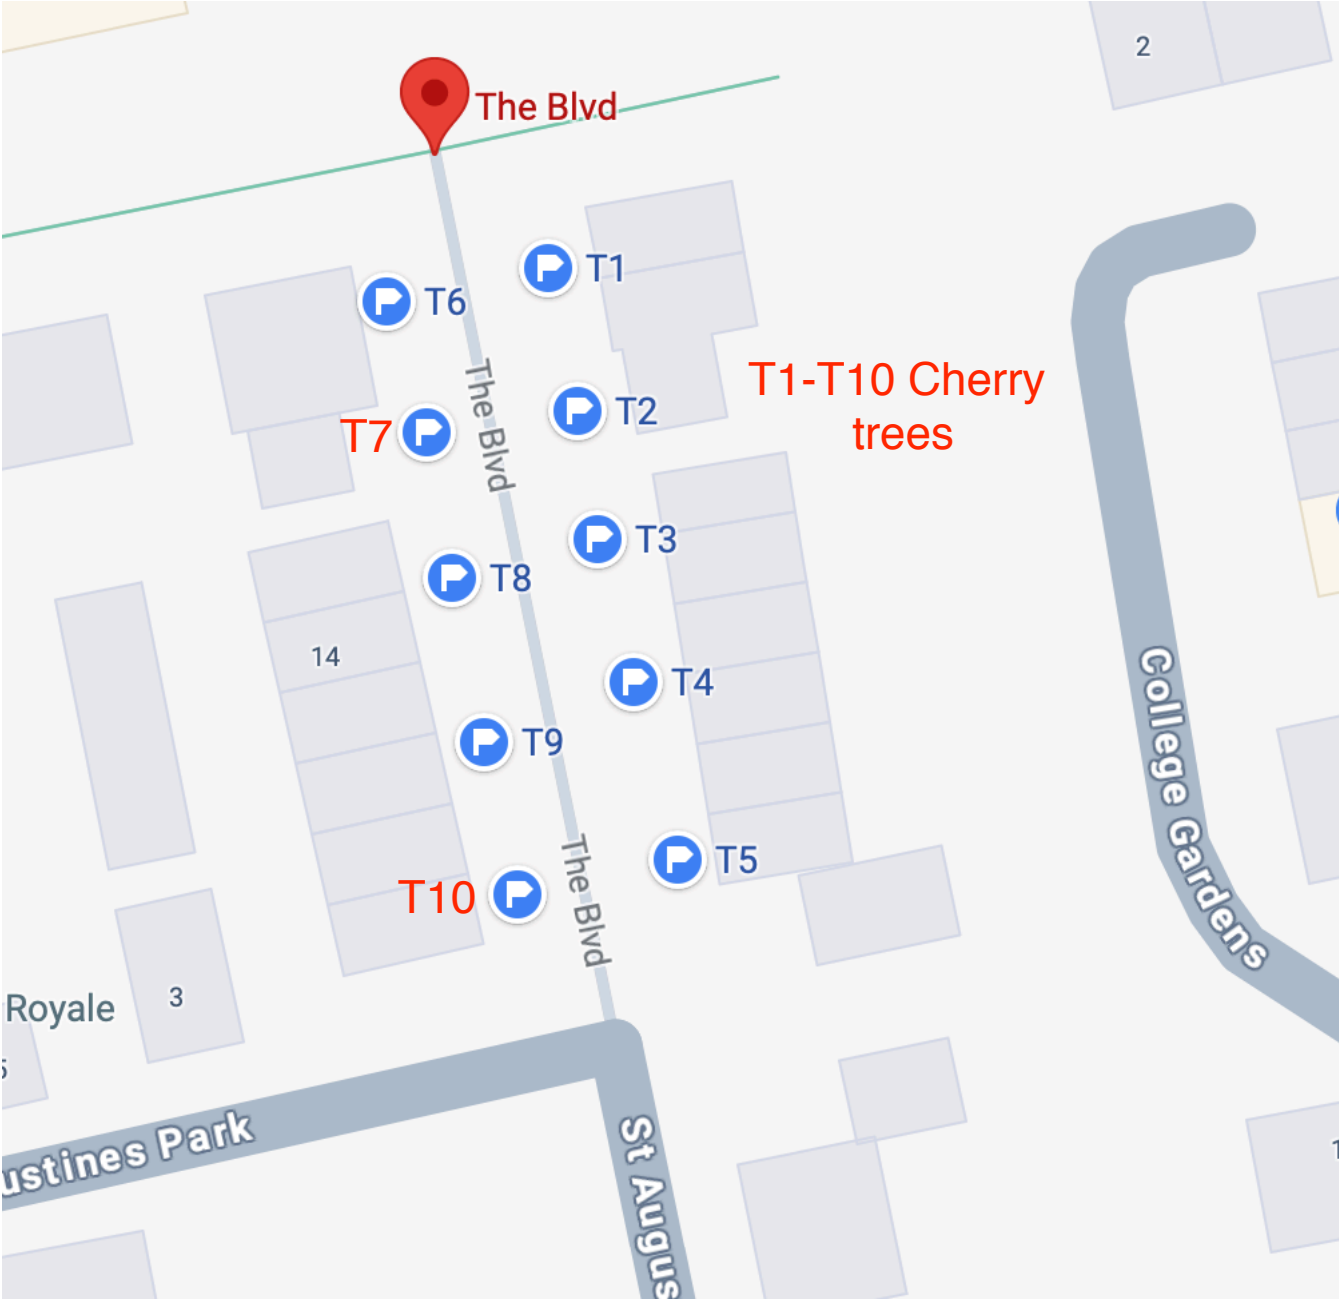 2
The Blvd
T1
T6
The Blvd
T1-T10 Cherry
trees
T2
T7
T3
T8
14
T4
College Gardens
T9
The Blvd
T5
T10
Royale
3
ustines Park
St Augus